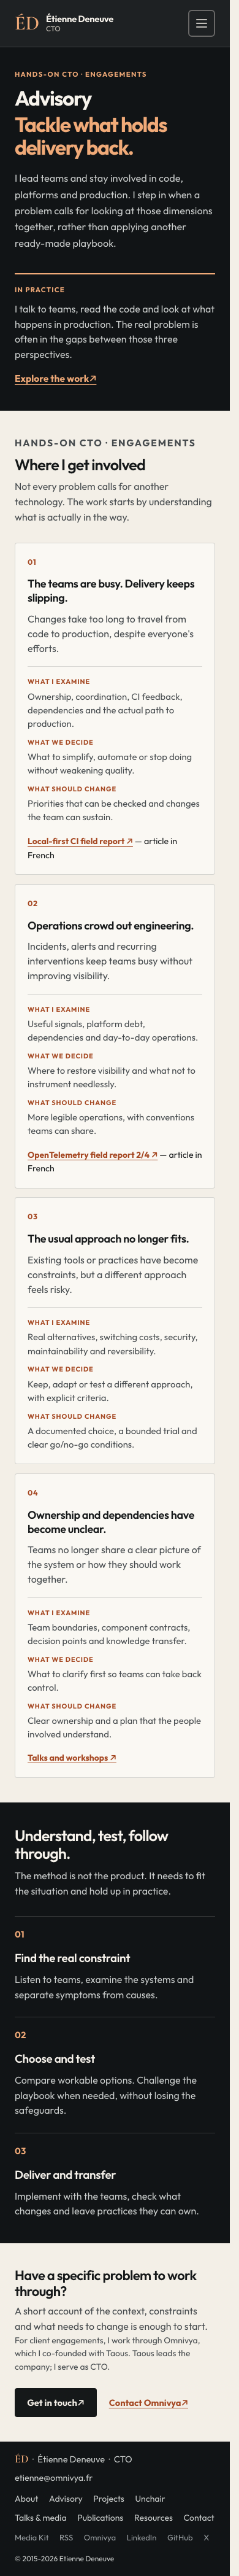 ÉD Étienne Deneuve
CTO
HANDS-ON CTO · ENGAGEMENTS
Advisory
Tackle what holds
delivery back.
I lead teams and stay involved in code,
platforms and production. I step in when a
problem calls for looking at those dimensions
together, rather than applying another
ready-made playbook.
IN PRACTICE
I talk to teams, read the code and look at what
happens in production. The real problem is
often in the gaps between those three
perspectives.
Explore the work↗
HANDS-ON CTO · ENGAGEMENTS
Where I get involved
Not every problem calls for another
technology. The work starts by understanding
what is actually in the way.
01
The teams are busy. Delivery keeps
slipping.
Changes take too long to travel from
code to production, despite everyone's
efforts.
WHAT I EXAMINE
Ownership, coordination, CI feedback,
dependencies and the actual path to
production.
WHAT WE DECIDE
What to simplify, automate or stop doing
without weakening quality.
WHAT SHOULD CHANGE
Priorities that can be checked and changes
the team can sustain.
Local-first CI field report ↗ — article in
French
02
Operations crowd out engineering.
Incidents, alerts and recurring
interventions keep teams busy without
improving visibility.
WHAT I EXAMINE
Useful signals, platform debt,
dependencies and day-to-day operations.
WHAT WE DECIDE
Where to restore visibility and what not to
instrument needlessly.
WHAT SHOULD CHANGE
More legible operations, with conventions
teams can share.
OpenTelemetry field report 2/4 ↗ — article in
French
03
The usual approach no longer fits.
Existing tools or practices have become
constraints, but a different approach
feels risky.
WHAT I EXAMINE
Real alternatives, switching costs, security,
maintainability and reversibility.
WHAT WE DECIDE
Keep, adapt or test a different approach,
with explicit criteria.
WHAT SHOULD CHANGE
A documented choice, a bounded trial and
clear go/no-go conditions.
04
Ownership and dependencies have
become unclear.
Teams no longer share a clear picture of
the system or how they should work
together.
WHAT I EXAMINE
Team boundaries, component contracts,
decision points and knowledge transfer.
WHAT WE DECIDE
What to clarify first so teams can take back
control.
WHAT SHOULD CHANGE
Clear ownership and a plan that the people
involved understand.
Talks and workshops ↗
Understand, test, follow
through.
The method is not the product. It needs to fit
the situation and hold up in practice.
01
Find the real constraint
Listen to teams, examine the systems and
separate symptoms from causes.
02
Choose and test
Compare workable options. Challenge the
playbook when needed, without losing the
safeguards.
03
Deliver and transfer
Implement with the teams, check what
changes and leave practices they can own.
Have a specific problem to work
through?
A short account of the context, constraints
and what needs to change is enough to start.
For client engagements, I work through Omnivya,
which I co-founded with Taous. Taous leads the
company; I serve as CTO.
Get in touch↗ Contact Omnivya↗
ÉD · Étienne Deneuve · CTO
etienne@omnivya.fr
About Advisory Projects Unchair
Talks & media Publications Resources Contact
Media Kit RSS Omnivya LinkedIn GitHub X
© 2015-2026 Etienne Deneuve